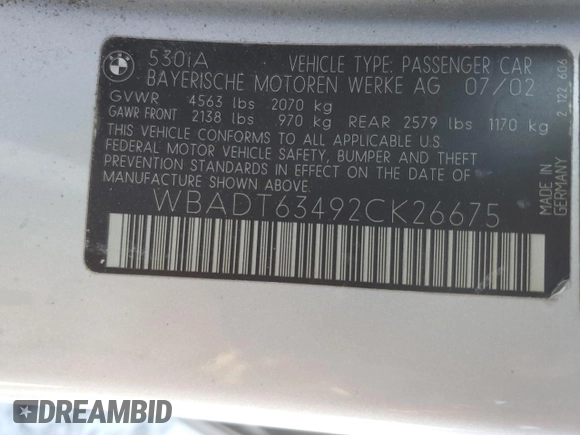 530iA VEHICLE TYPE: PASSENGER CAR
BAYERISCHE MOTOREN WERKE AG 07/02
GVWR 4563 lbs 2070 kg
GAWR FRONT 2138 lbs 970 kg REAR 2579 lbs 1170 kg
THIS VEHICLE CONFORMS TO ALL APPLICABLE U.S
FEDERAL MOTOR VEHICLE SAFETY, BUMPER AND THEFT
PREVENTION STANDARDS IN EFFECT ON THE DATE OF
MANUFACTURE SHOWN ABOVE.
WBADT63492CK26675
MADE IN
GERMANY
2 122 606
DREAMBID